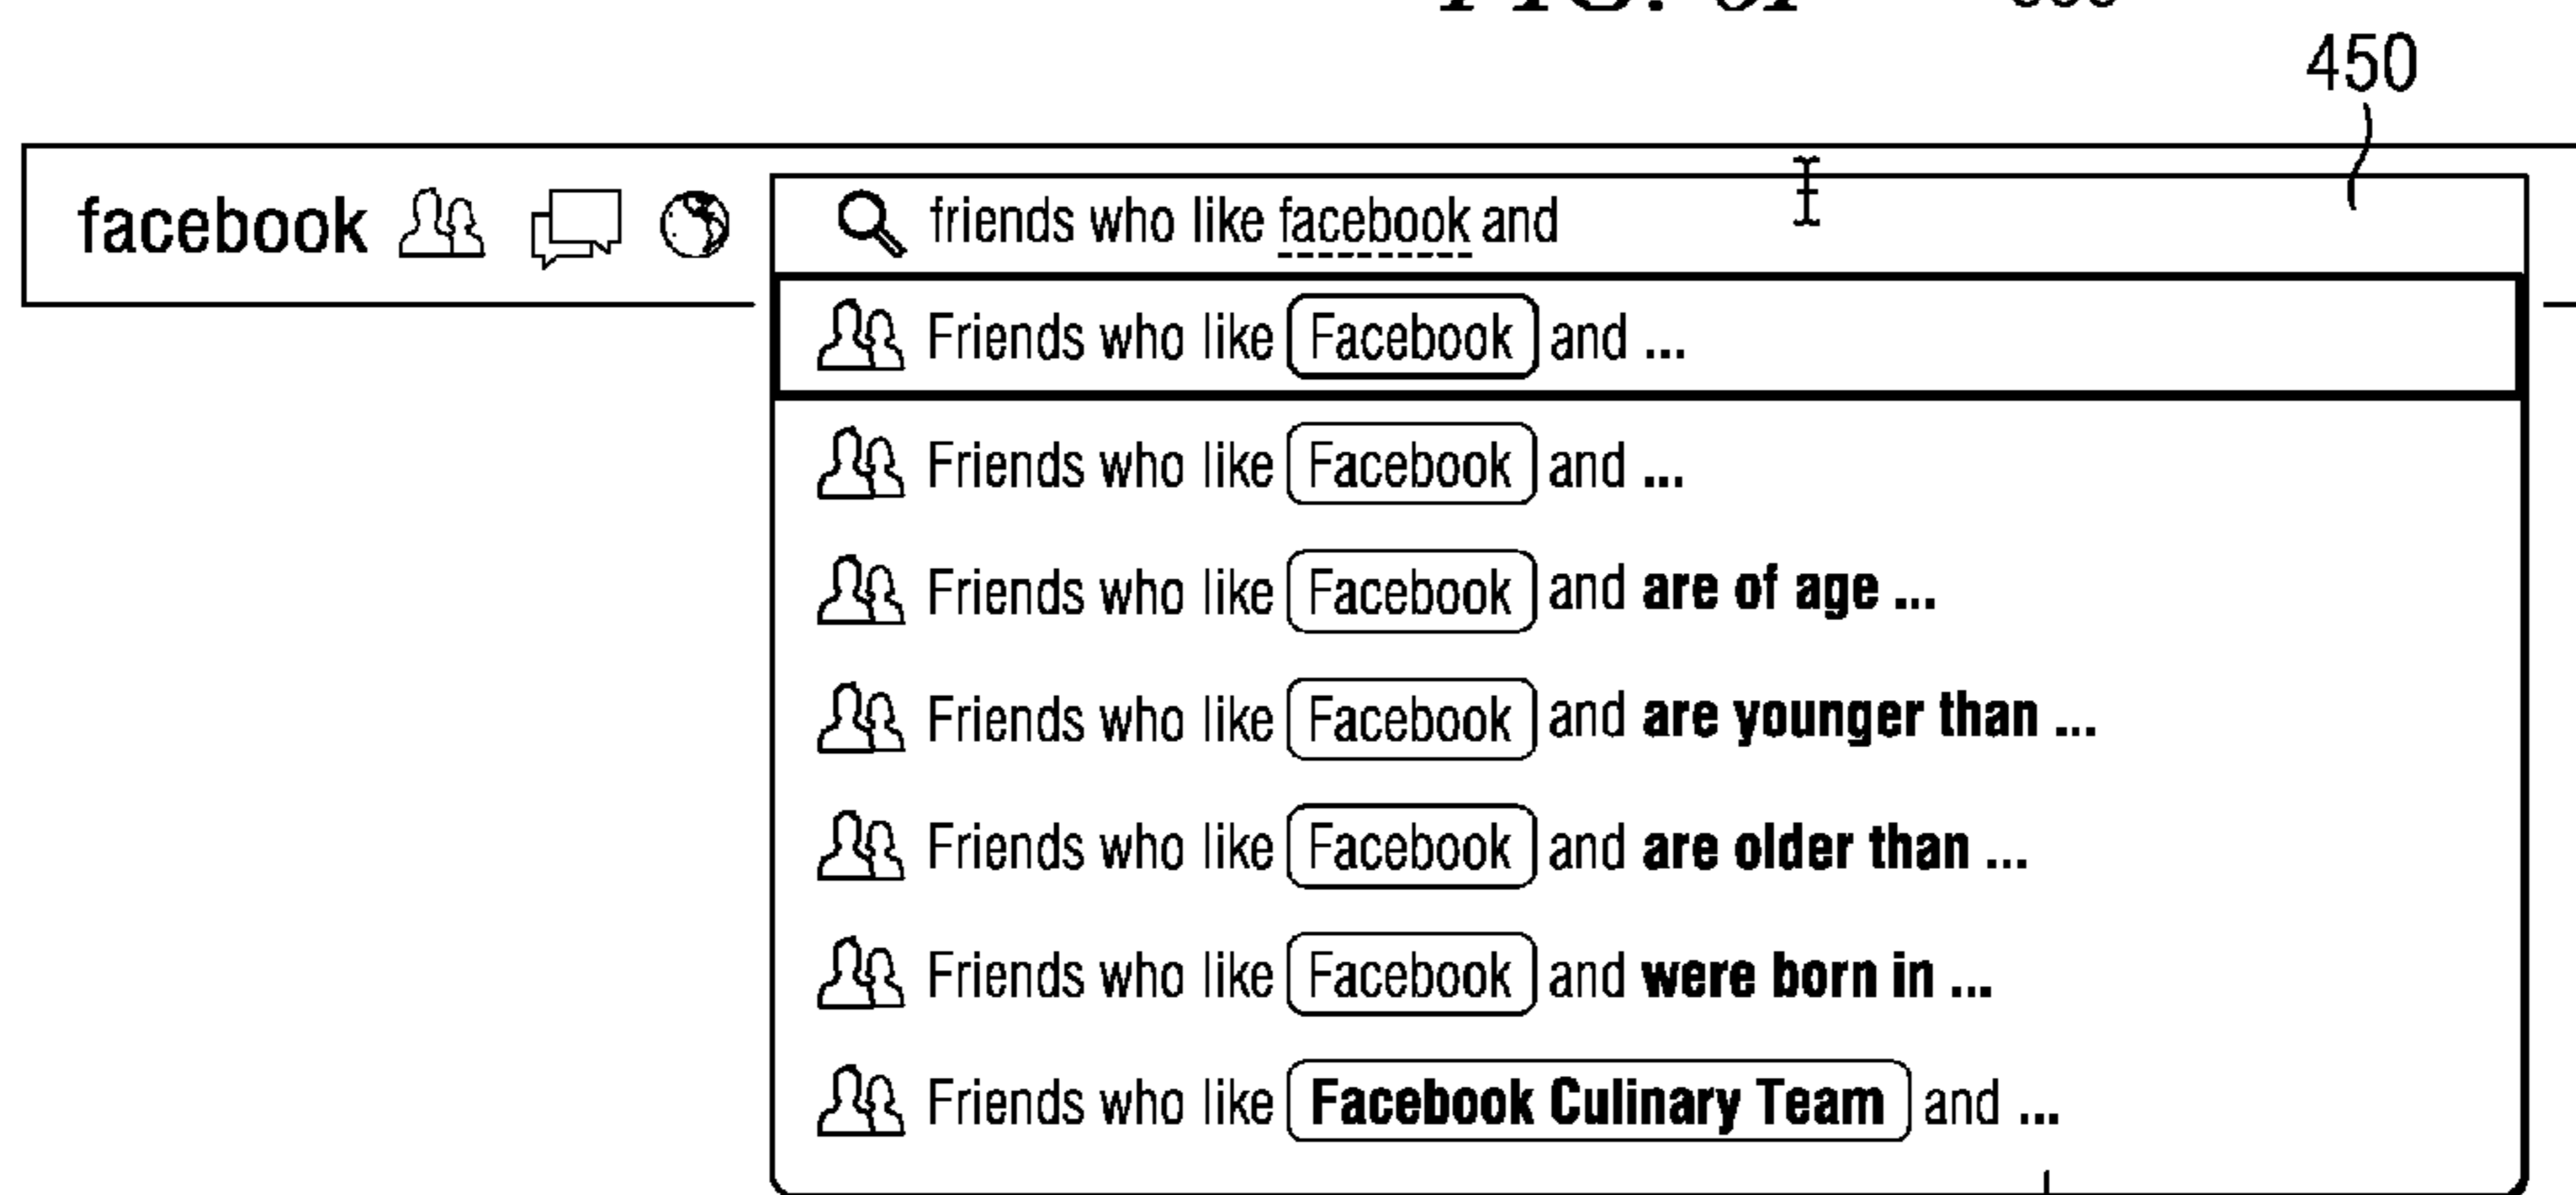 450
facebook
friends who like facebook and
Friends who like Facebook and ...
Friends who like Facebook and ...
Friends who like Facebook and are of age ...
Friends who like Facebook and are younger than ...
Friends who like Facebook and are older than ...
Friends who like Facebook and were born in ...
Friends who like Facebook Culinary Team and ...